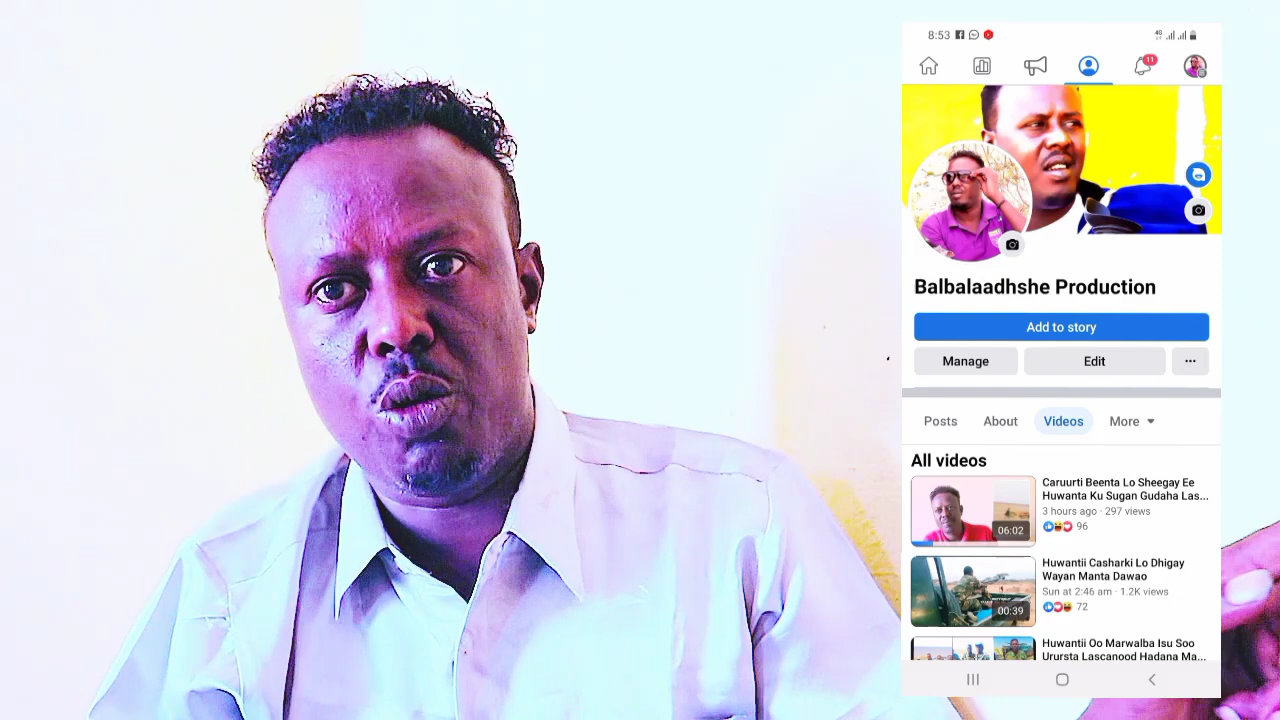 8:53
4G
11
Balbalaadhshe Production
Add to story
Manage
Edit
Posts
About
Videos
More
All videos
Caruurti Beenta Lo Sheegay Ee
Huwanta Ku Sugan Gudaha Las...
3 hours ago · 297 views
96
06:02
Huwantii Casharki Lo Dhigay
Wayan Manta Dawao
Sun at 2:46 am · 1.2K views
72
00:39
Huwantii Oo Marwalba Isu Soo
Urursta Lascanood Hadana Ma...